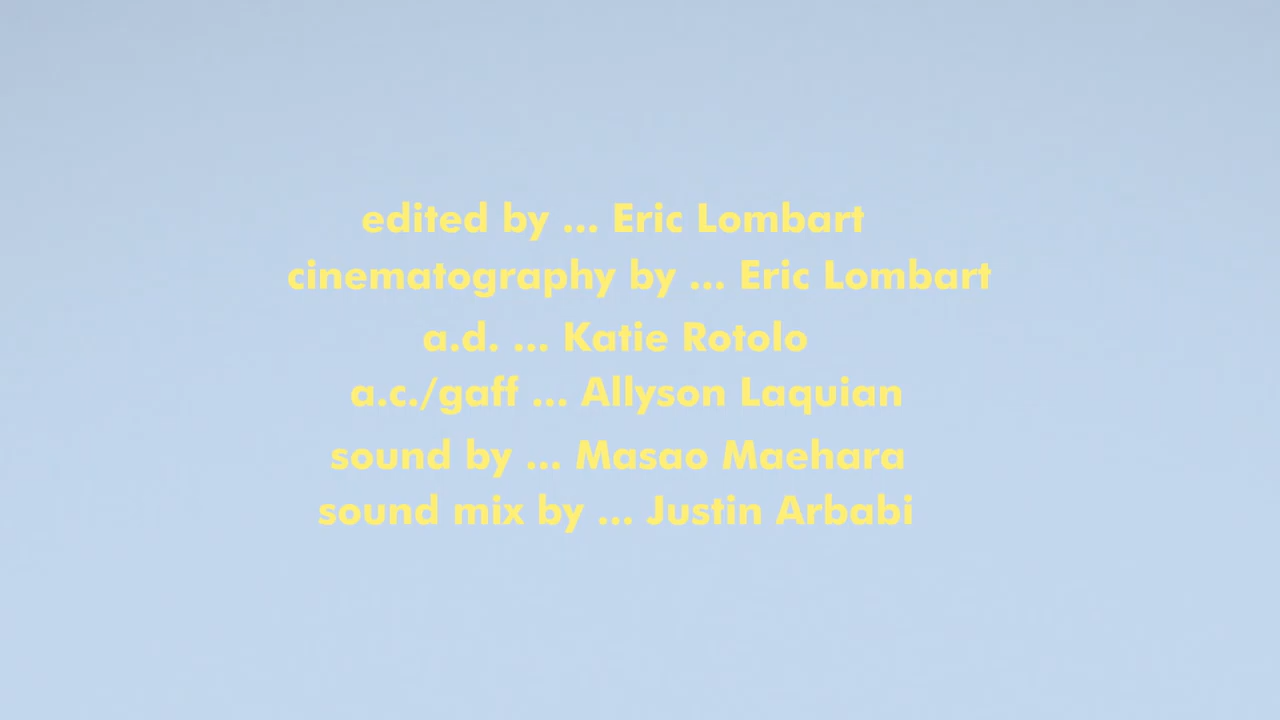 edited by ... Eric Lombart
cinematography by ... Eric Lombart
a.d. ... Katie Rotolo
a.c./gaff ... Allyson Laquian
sound by ... Masao Maehara
sound mix by ... Justin Arbabi